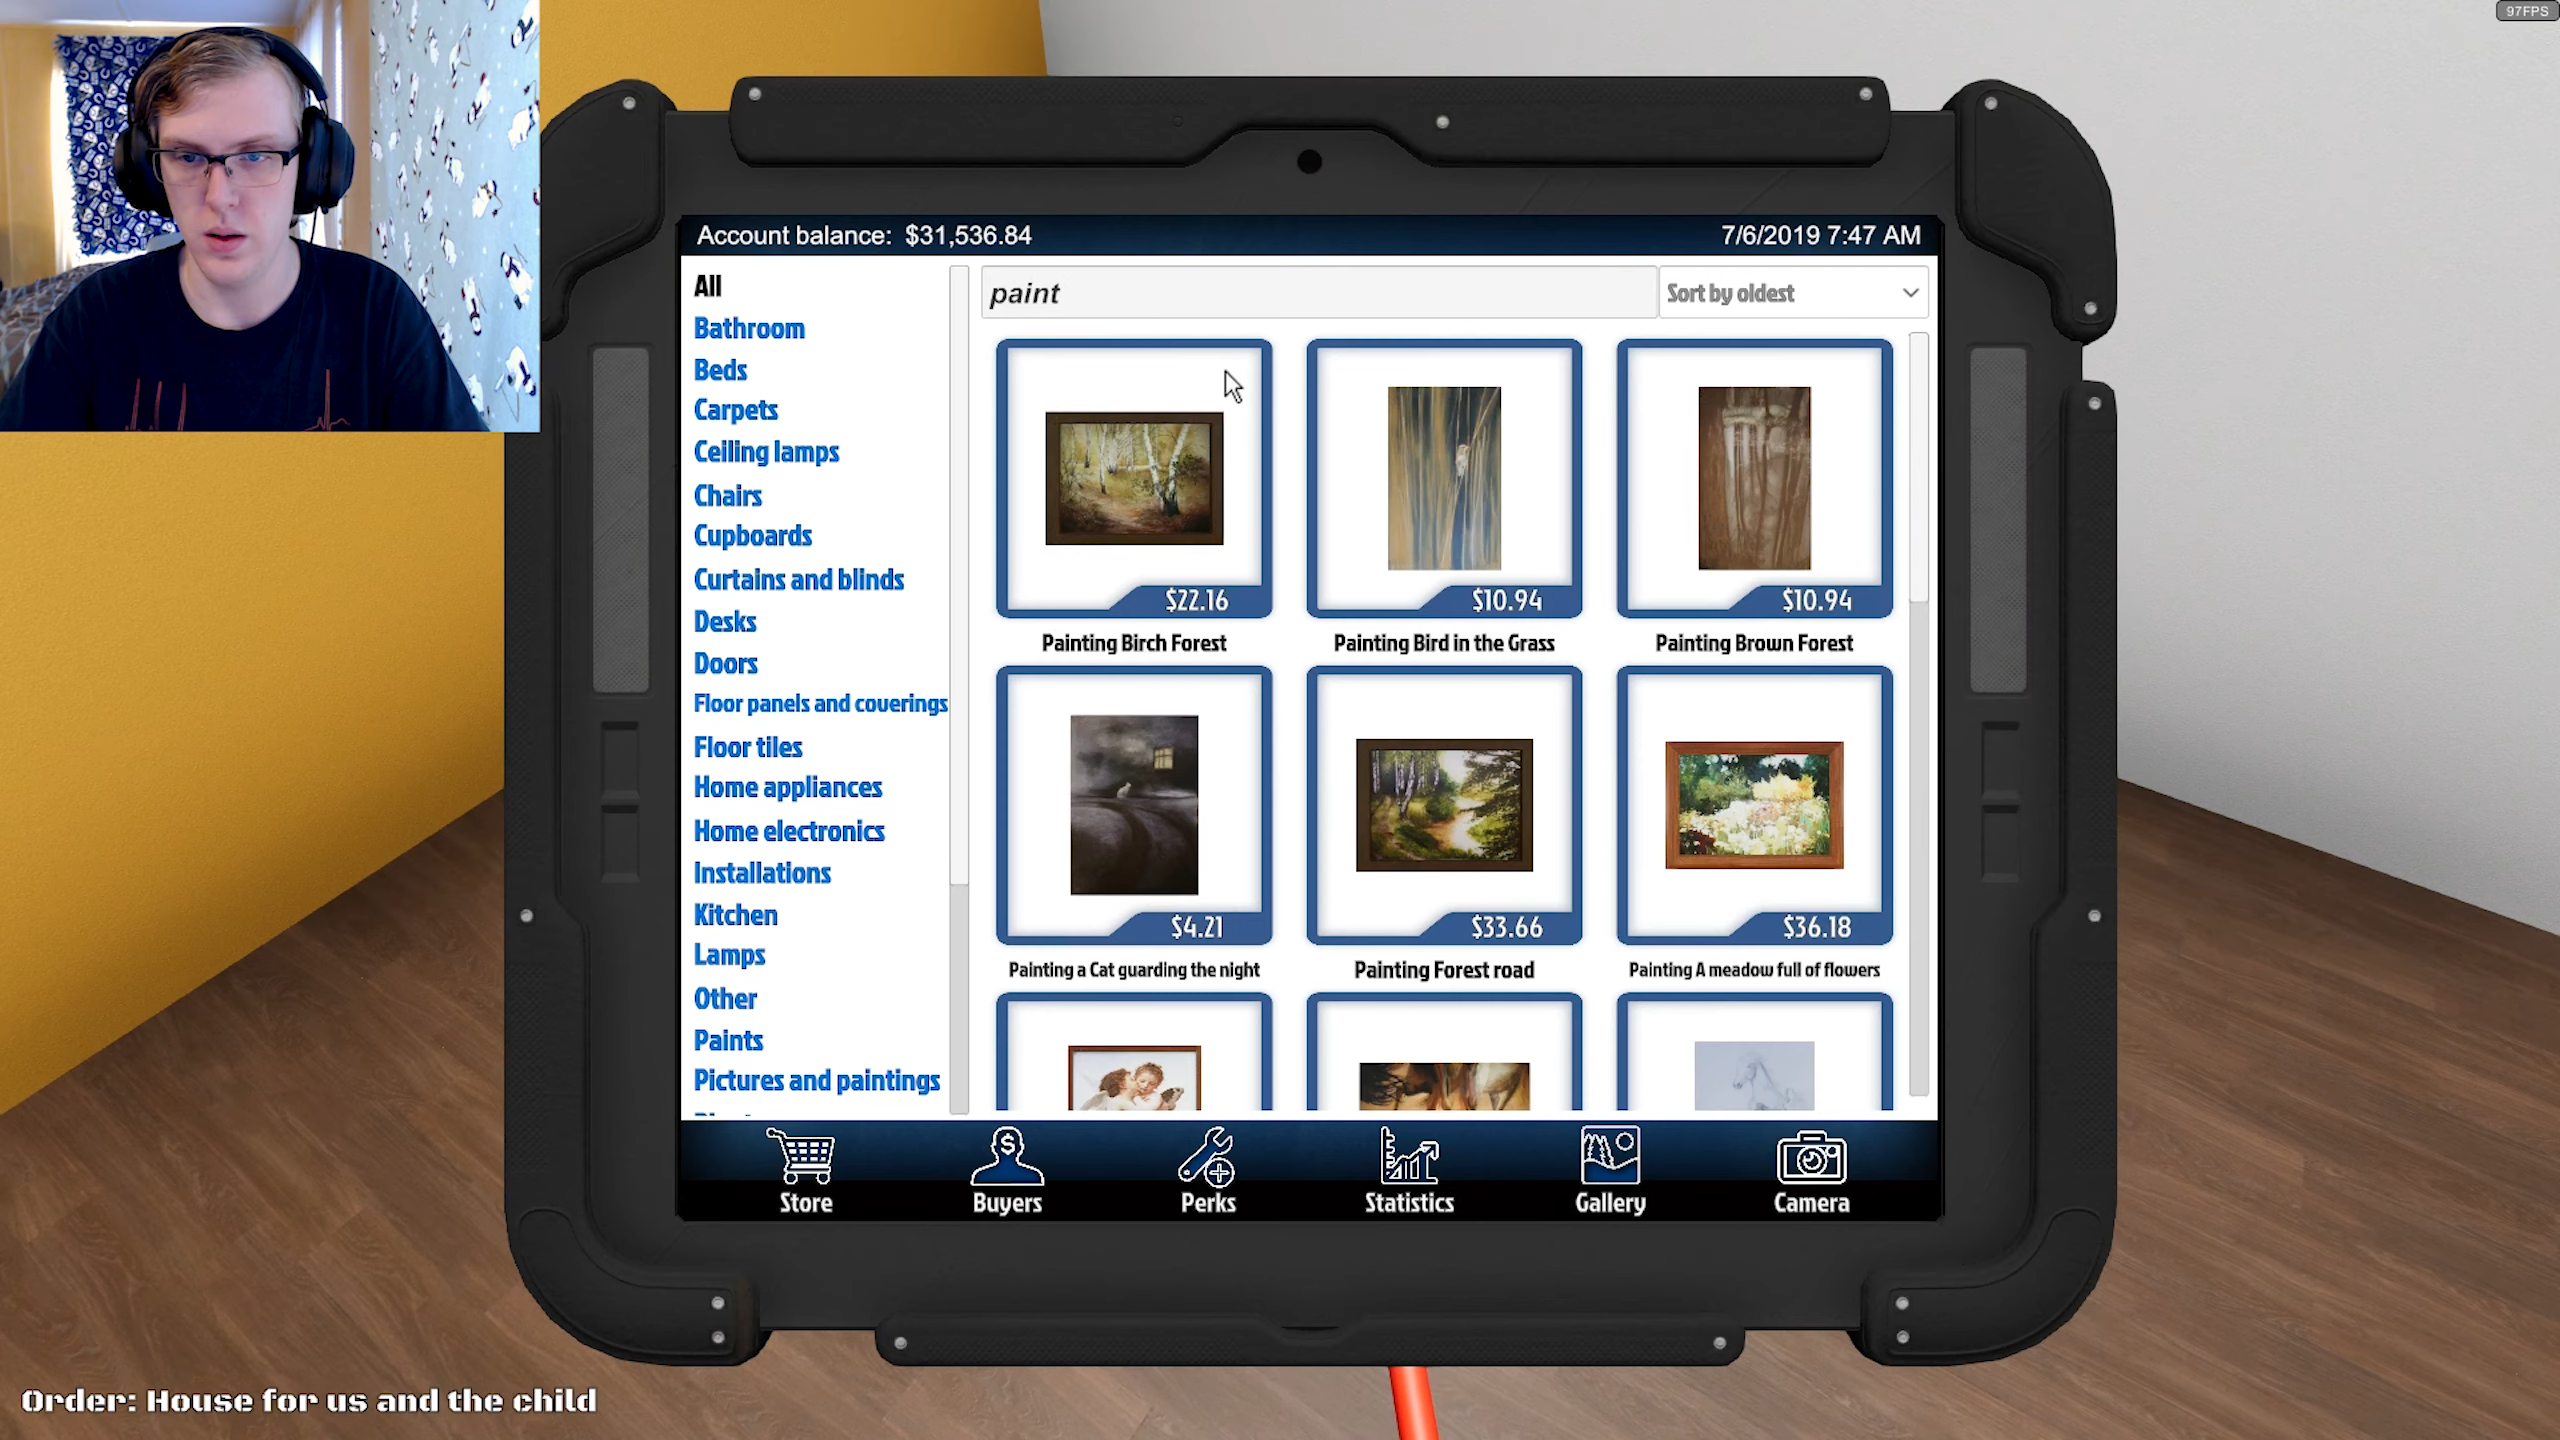 97FPS
Account balance: $31,536.84
7/6/2019 7:47 AM
All
Bathroom
Beds
Carpets
Ceiling lamps
Chairs
Cupboards
Curtains and blinds
Desks
Doors
Floor panels and coverings
Floor tiles
Home appliances
Home electronics
Installations
Kitchen
Lamps
Other
Paints
Pictures and paintings
paint
Sort by oldest
$22.16
$10.94
$10.94
Painting Birch Forest
Painting Bird in the Grass
Painting Brown Forest
$4.21
$33.66
$36.18
Painting a Cat guarding the night
Painting Forest road
Painting A meadow full of flowers
Store
Buyers
Perks
Statistics
Gallery
Camera
Order: House for us and the child